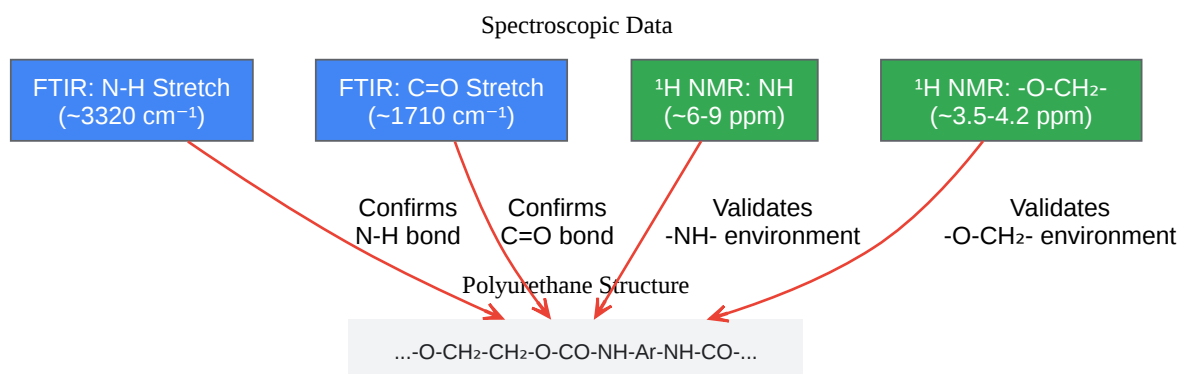 Spectroscopic Data
FTIR: N-H Stretch
(~3320 cm⁻¹)
FTIR: C=O Stretch
(~1710 cm⁻¹)
¹H NMR: NH
(~6-9 ppm)
¹H NMR: -O-CH₂-
(~3.5-4.2 ppm)
Confirms
N-H bond
Confirms
C=O bond
Validates
-NH- environment
Validates
-O-CH₂- environment
Polyurethane Structure
...-O-CH₂-CH₂-O-CO-NH-Ar-NH-CO-...